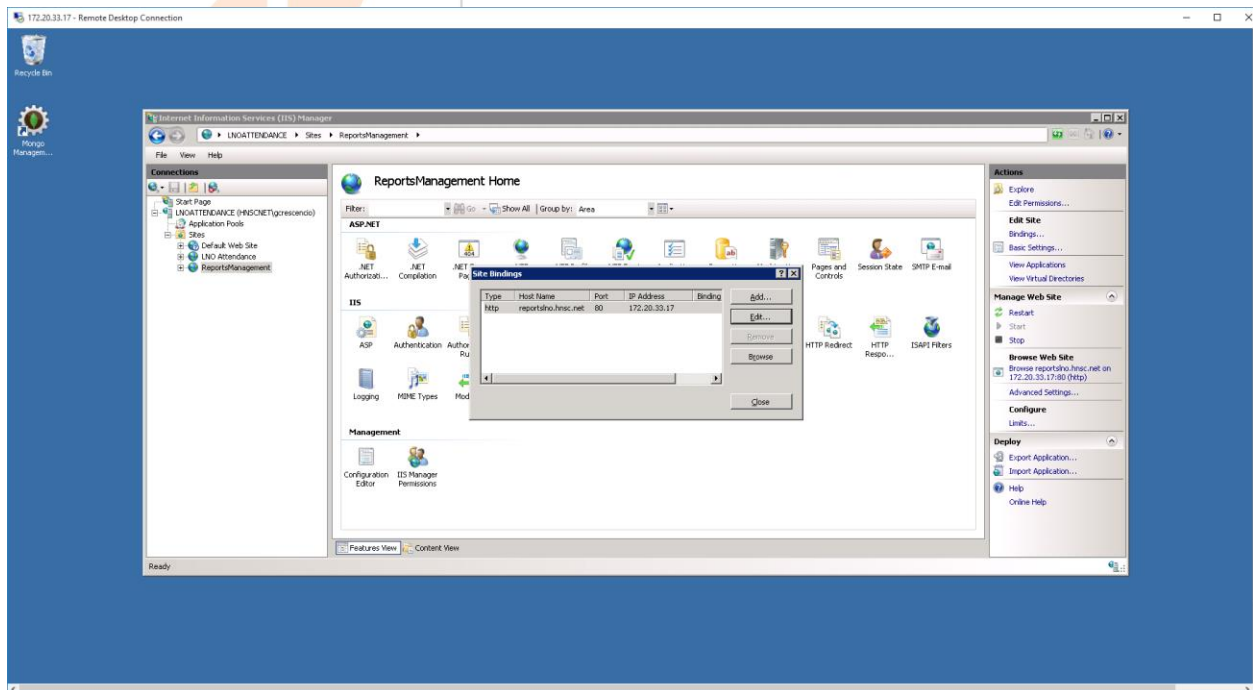 172.20.33.17 - Remote Desktop Connection
Recycle Bin
Mongo
Managem...
Internet Information Services (IIS) Manager
LNOATTENDANCE Sites ReportsManagement
File View Help
Connections
Start Page
LNOATTENDANCE (HNSCNET\gcrescencio)
Application Pools
Sites
Default Web Site
LNO Attendance
ReportsManagement
ReportsManagement Home
Filter: Go Show All Group by: Area
ASP.NET
.NET
Authorizati...
.NET
Compilation
Pages and
Controls
Session State
SMTP E-mail
IIS
ASP
Authentication
HTTP Redirect
HTTP
Respo...
ISAPI Filters
Logging
MIME Types
Management
Configuration
Editor
IIS Manager
Permissions
Features View
Content View
Ready
Site Bindings
Type Host Name Port IP Address Binding
http reportslno.hnsc.net 80 172.20.33.17
Add...
Edit...
Remove
Browse
Close
Actions
Explore
Edit Permissions...
Edit Site
Bindings...
Basic Settings...
View Applications
View Virtual Directories
Manage Web Site
Restart
Start
Stop
Browse Web Site
Browse reportslno.hnsc.net on
172.20.33.17:80 (http)
Advanced Settings...
Configure
Limits...
Deploy
Export Application...
Import Application...
Help
Online Help